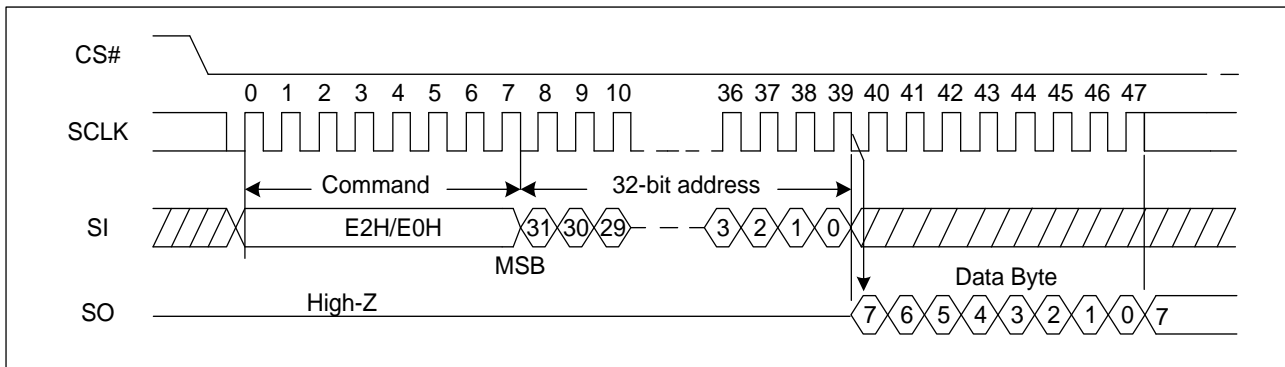 CS#
0 1 2 3 4 5 6 7 8 9 10 36 37 38 39 40 41 42 43 44 45 46 47
SCLK
Command 32-bit address
SI E2H/E0H 31 30 29 3 2 1 0
MSB Data Byte
High-Z
SO 7 6 5 4 3 2 1 0 7